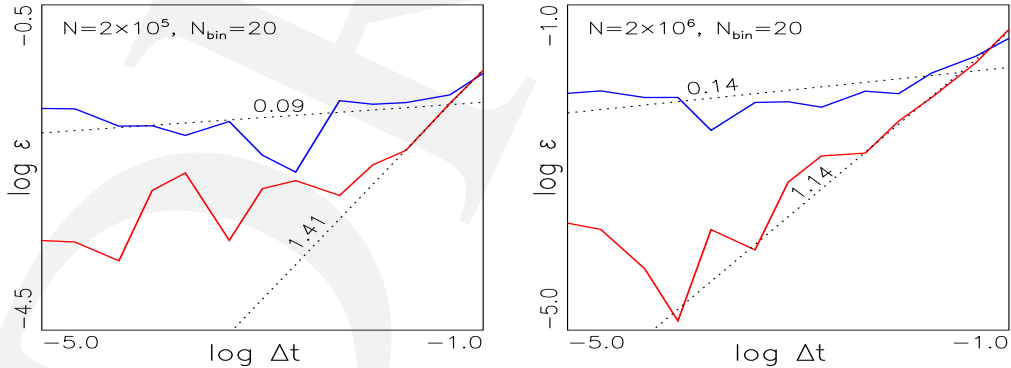 N=2×10⁵, N_bin=20
-0.5
log ε
-4.5
0.09
1.41
-5.0
log Δt
-1.0
N=2×10⁶, N_bin=20
-1.0
log ε
-5.0
0.14
1.14
-5.0
log Δt
-1.0